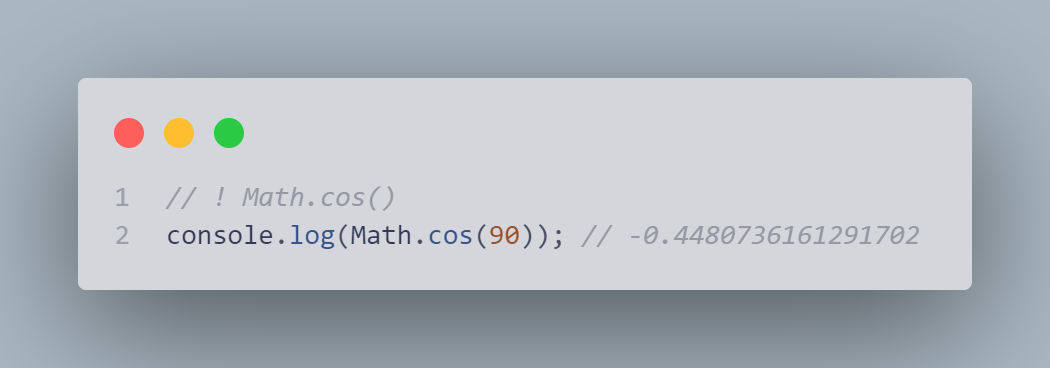 1 // ! Math.cos()
2 console.log(Math.cos(90)); // -0.4480736161291702